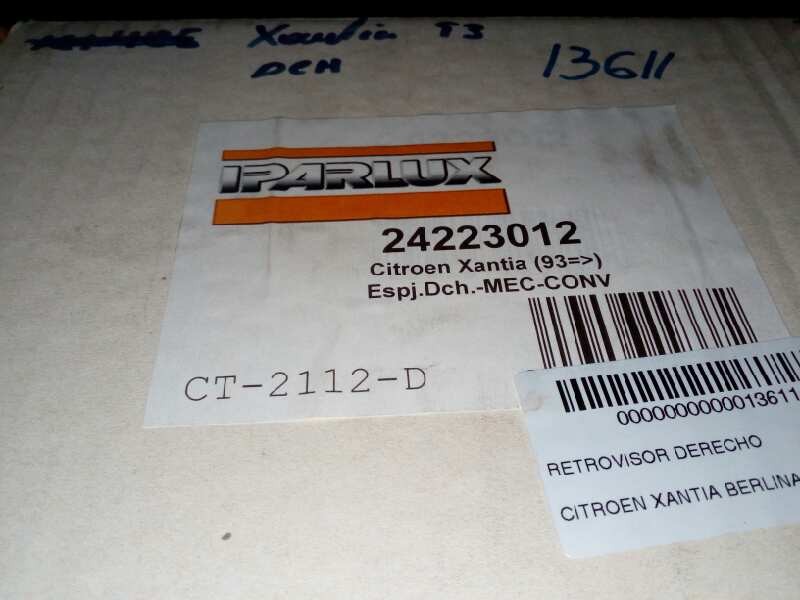 Xantia 93
DCH
13611
IPARLUX
24223012
Citroen Xantia (93=>)
Espj.Dch.-MEC-CONV
CT-2112-D
0000000000013611
RETROVISOR DERECHO
CITROEN XANTIA BERLINA